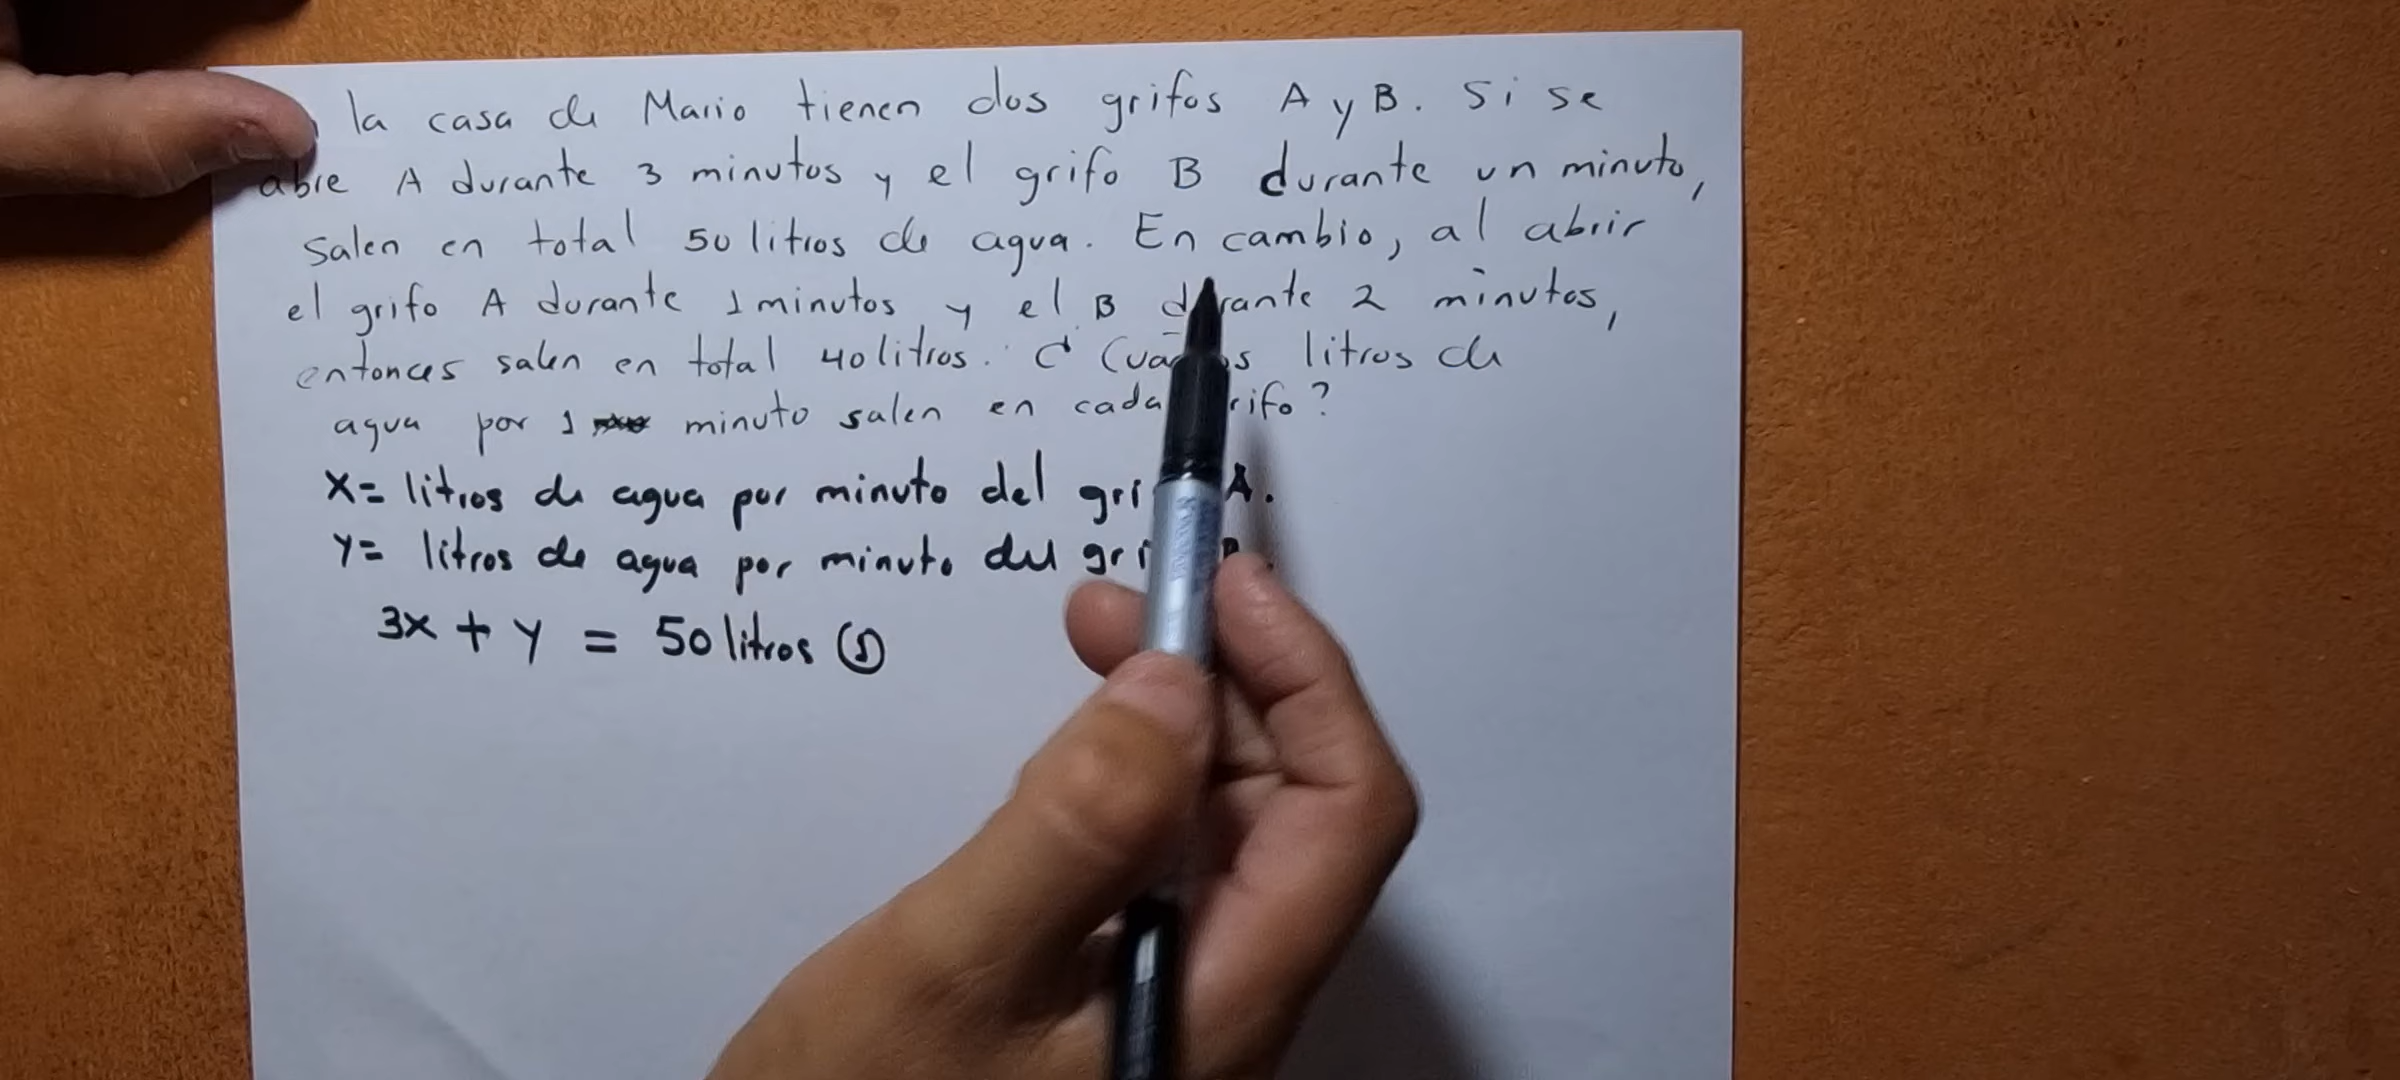 la casa de Mario tienen dos grifos A y B. Si se
abre A durante 3 minutos y el grifo B durante un minuto,
salen en total 50 litros de agua. En cambio, al abrir
el grifo A durante 1 minutos y el B durante 2 minutos,
entonces salen en total 40 litros. ¿ litros de
agua por 1 minuto salen en cada grifo?
X= litros de agua por minuto del A.
Y= litros de agua por minuto del
3x + y = 50 litros (1)